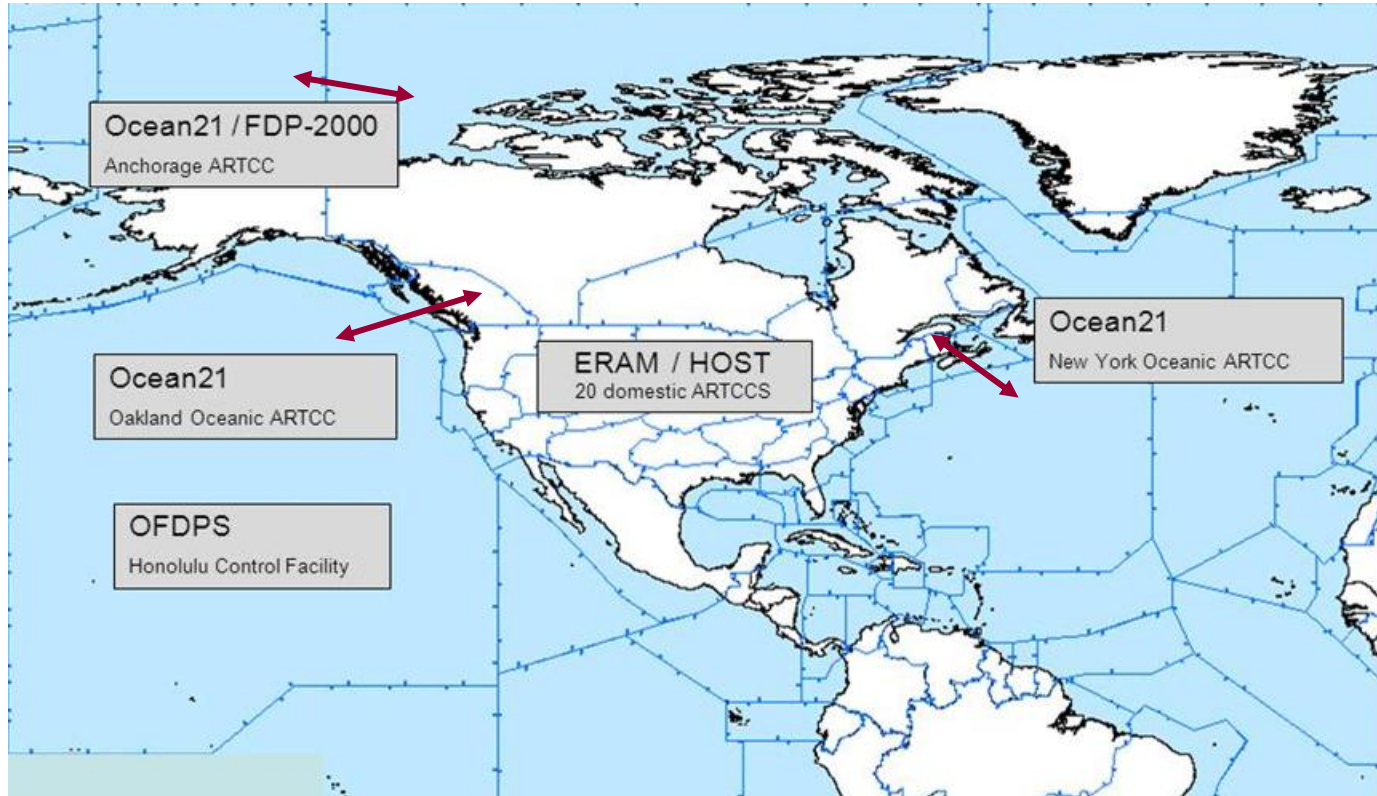 Ocean21 / FDP-2000
Anchorage ARTCC
Ocean21
New York Oceanic ARTCC
ERAM / HOST
20 domestic ARTCCS
Ocean21
Oakland Oceanic ARTCC
OFDPS
Honolulu Control Facility